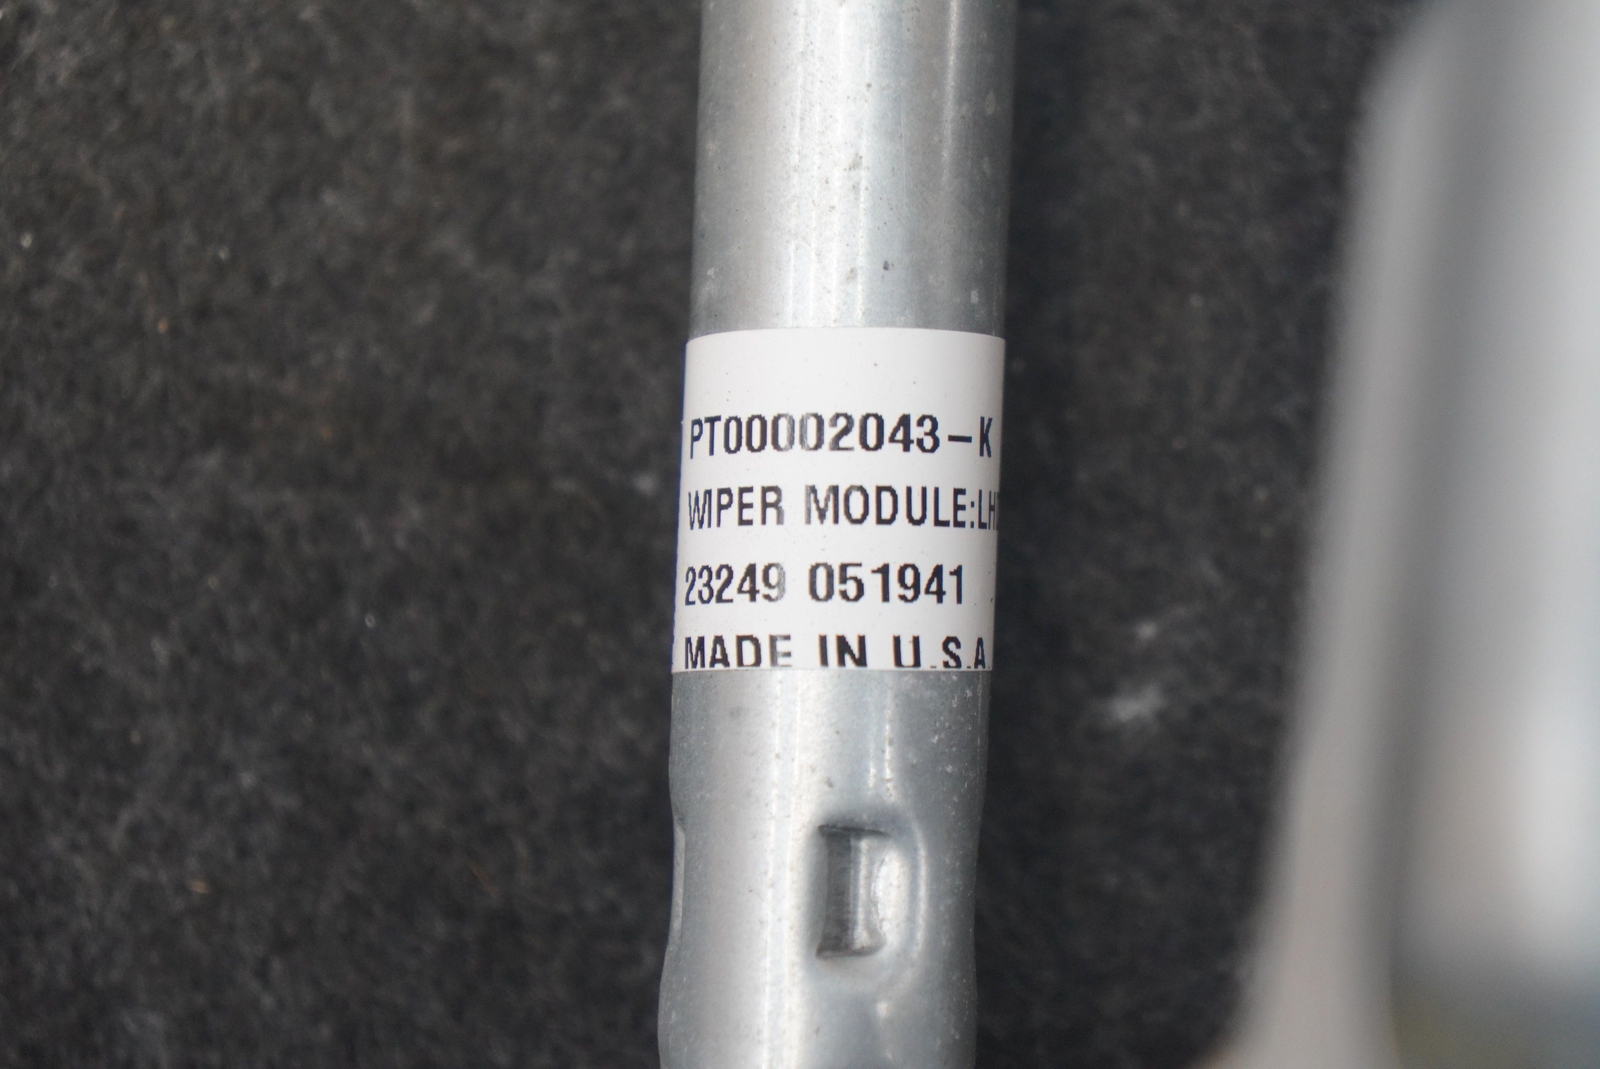 PT00002043-K
WIPER MODULE:LH
23249 051941
MADE IN U.S.A.